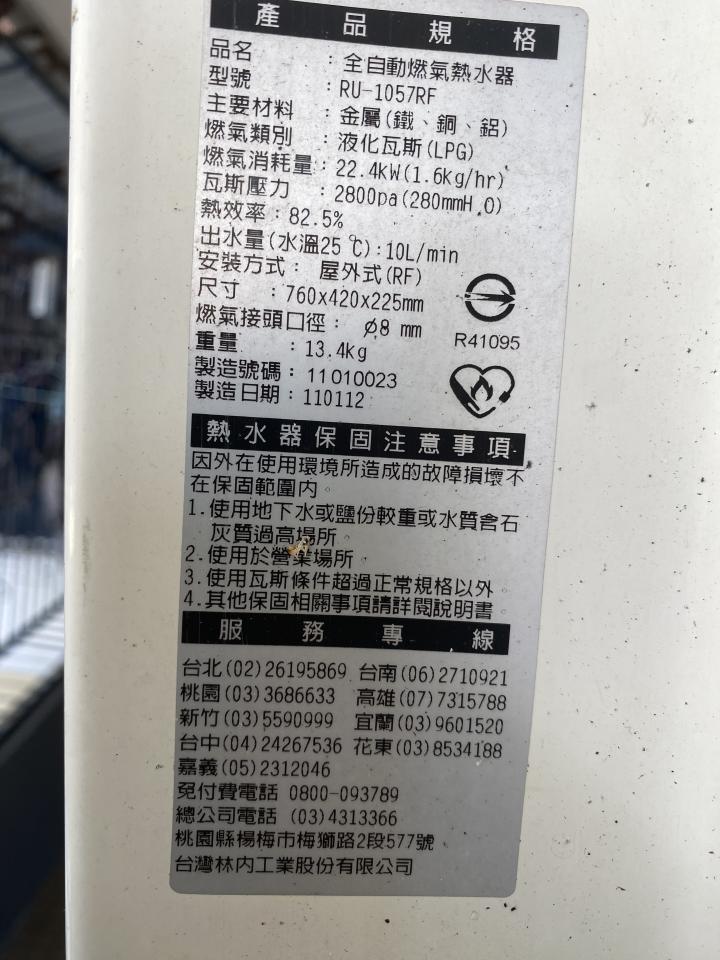 產品規格
品名 : 全自動燃氣熱水器
型號 : RU-1057RF
主要材料 : 金屬(鐵、銅、鋁)
燃氣類別 : 液化瓦斯(LPG)
燃氣消耗量: 22.4kW(1.6Kg/hr)
瓦斯壓力 : 2800pa(280mmH2O)
熱效率: 82.5%
出水量(水溫25℃):10L/min
安裝方式: 屋外式(RF)
尺寸 : 760x420x225mm
燃氣接頭口徑: Ø8 mm
重量 : 13.4Kg
製造號碼: 11010023
製造日期: 110112
R41095
熱水器保固注意事項
因外在使用環境所造成的故障損壞不
在保固範圍內。
1.使用地下水或鹽份較重或水質含石
灰質過高場所。
2.使用於營業場所。
3.使用瓦斯條件超過正常規格以外。
4.其他保固相關事項請詳閱說明書。
服務專線
台北(02)26195869 台南(06)2710921
桃園(03)3686633 高雄(07)7315788
新竹(03)5590999 宜蘭(03)9601520
台中(04)24267536 花東(03)8534188
嘉義(05)2312046
免付費電話 0800-093789
總公司電話 (03)4313366
桃園縣楊梅市梅獅路2段577號
台灣林內工業股份有限公司